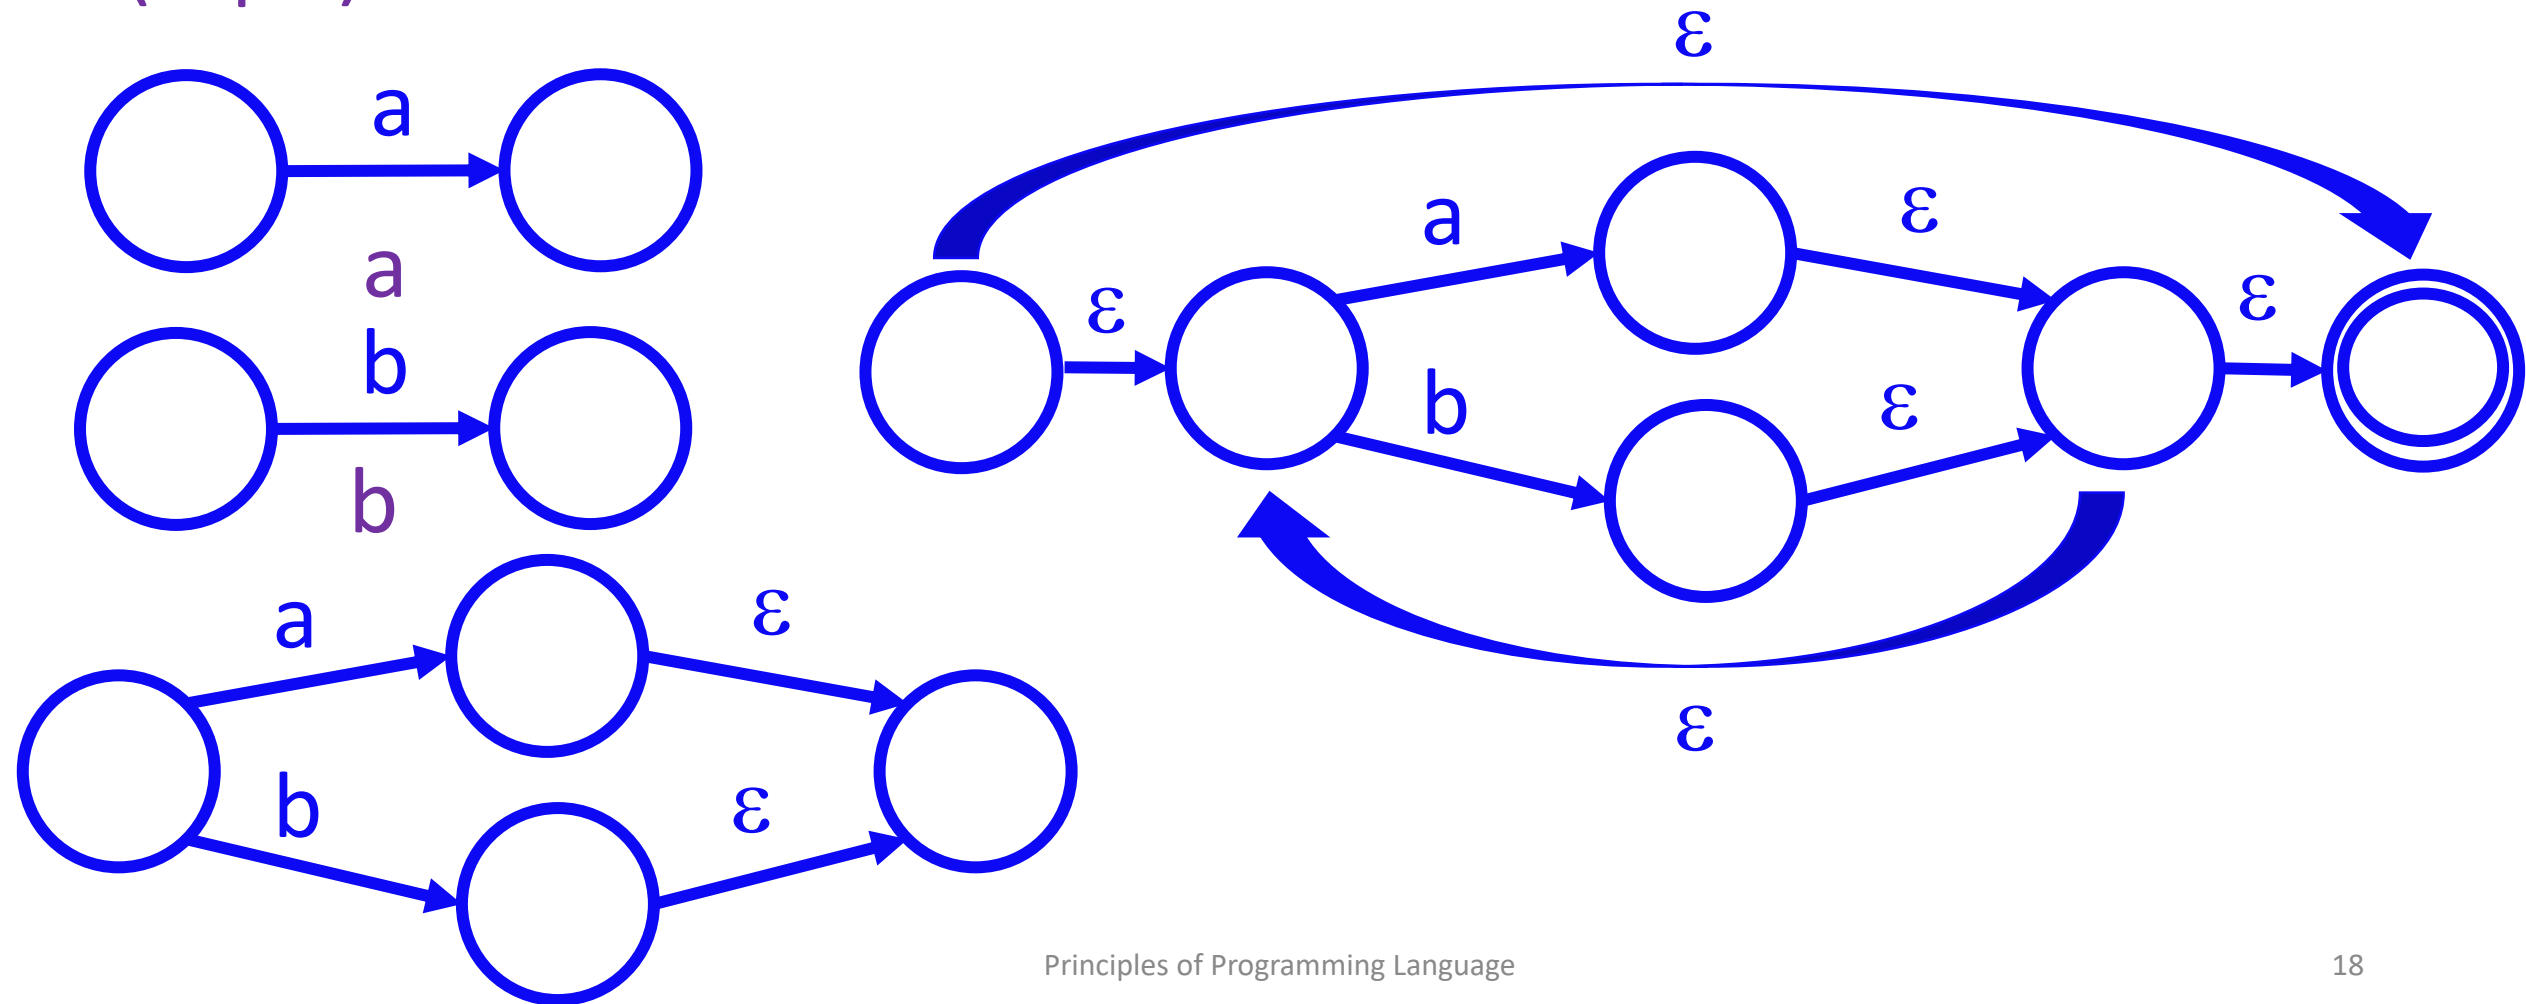 ε
a
a
b
b
a
ε
b
ε
ε
a
ε
b
ε
ε
ε
Principles of Programming Language
18